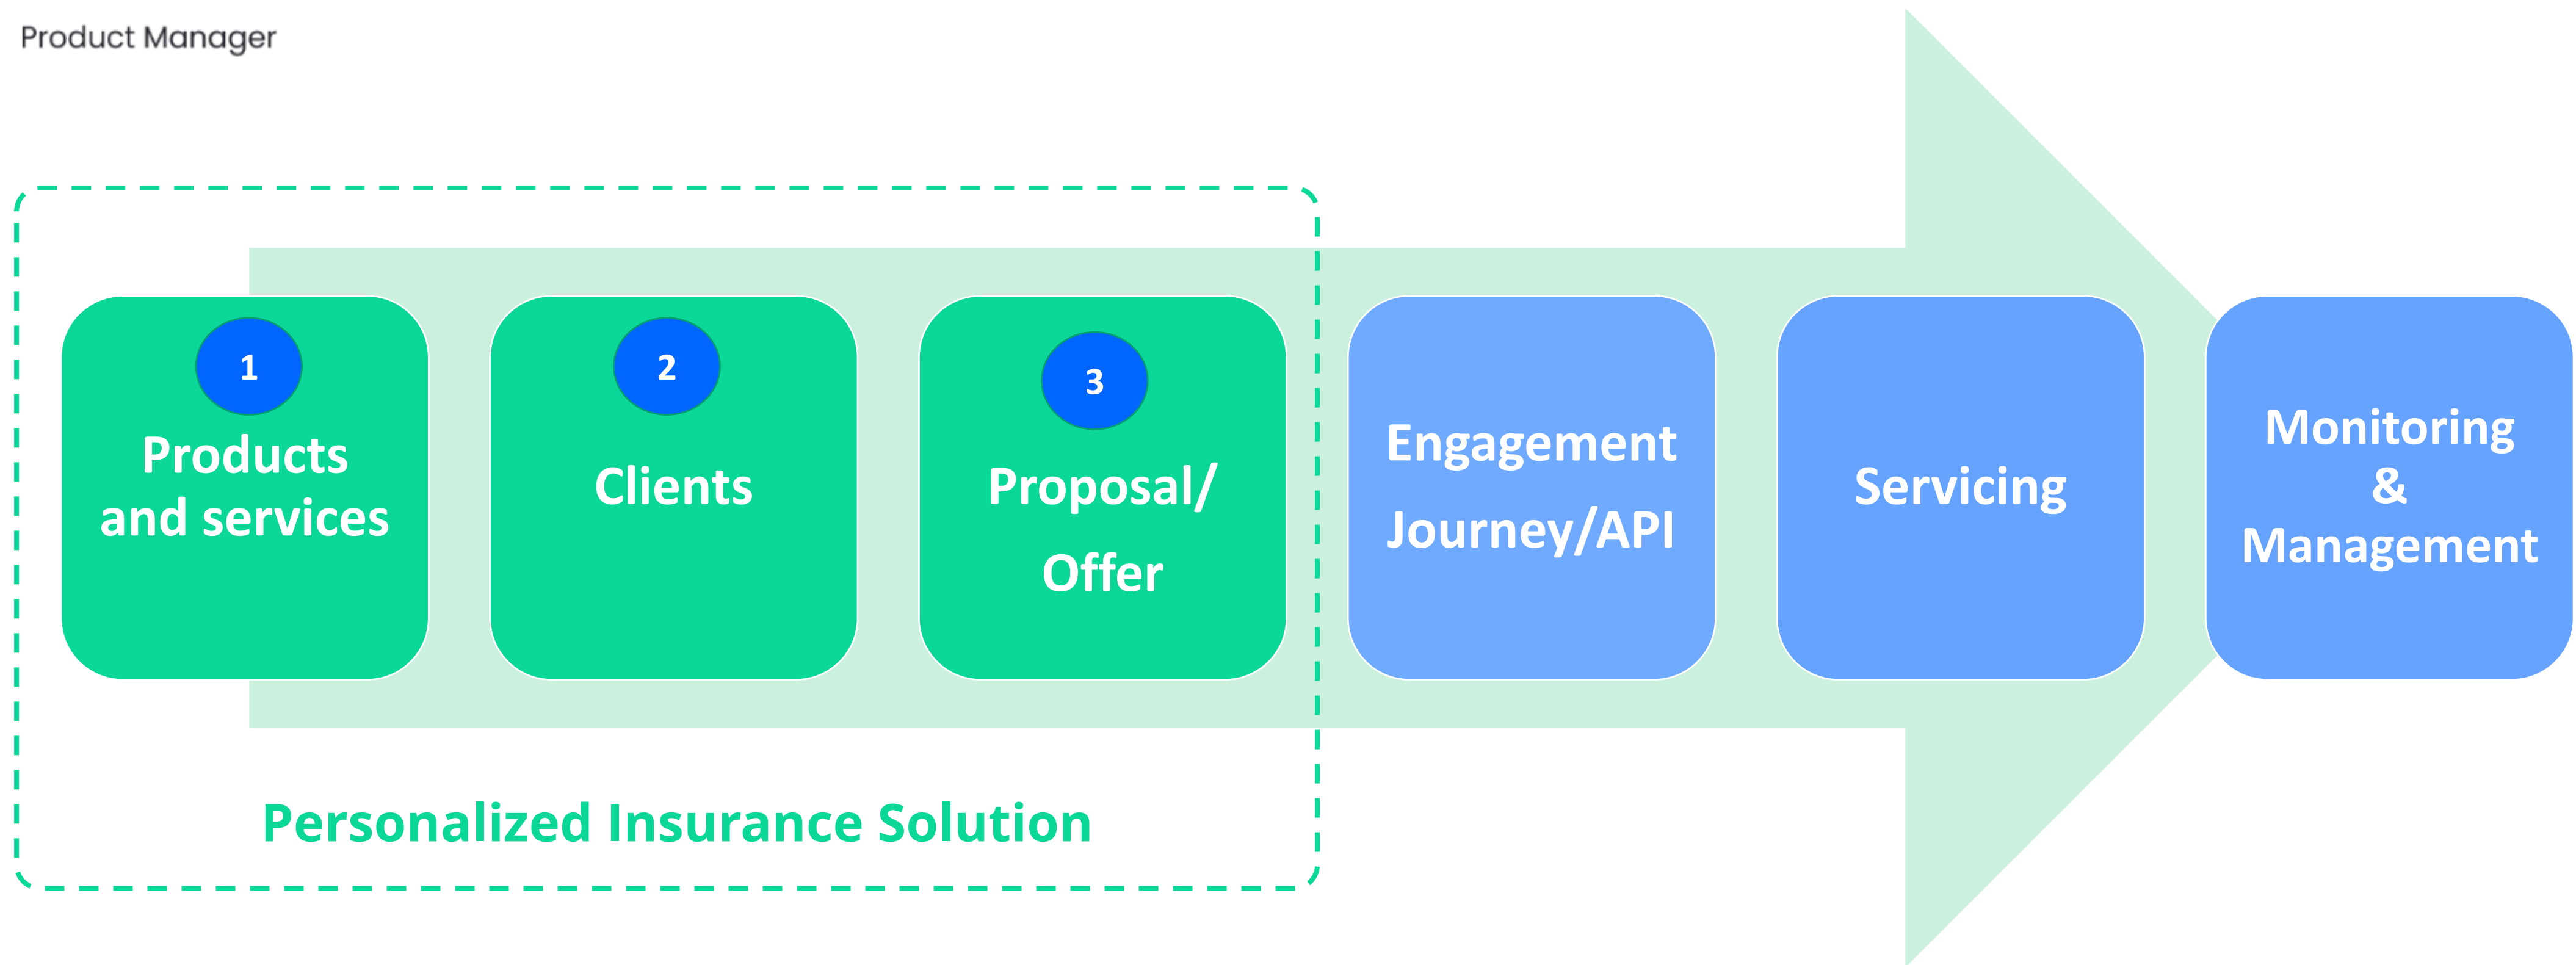 Product Manager
1
Products
and services
2
Clients
3
Proposal/
Offer
Engagement
Journey/API
Servicing
Monitoring
&
Management
Personalized Insurance Solution